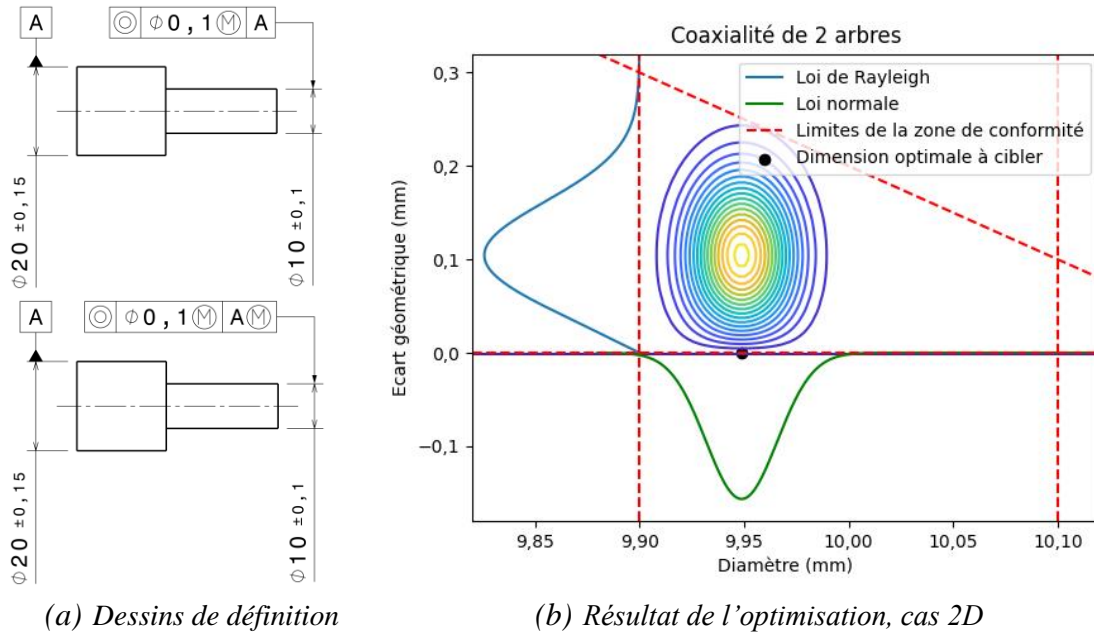 A
◎ ϕ0,1Ⓜ A
ϕ20 ±0,15
ϕ10 ±0,1
A
◎ ϕ0,1Ⓜ AⓂ
ϕ20 ±0,15
ϕ10 ±0,1
(a) Dessins de définition
Coaxialité de 2 arbres
Loi de Rayleigh
Loi normale
Limites de la zone de conformité
Dimension optimale à cibler
Ecart géométrique (mm)
0,3
0,2
0,1
0,0
−0,1
9,85
9,90
9,95
10,00
10,05
10,10
Diamètre (mm)
(b) Résultat de l'optimisation, cas 2D